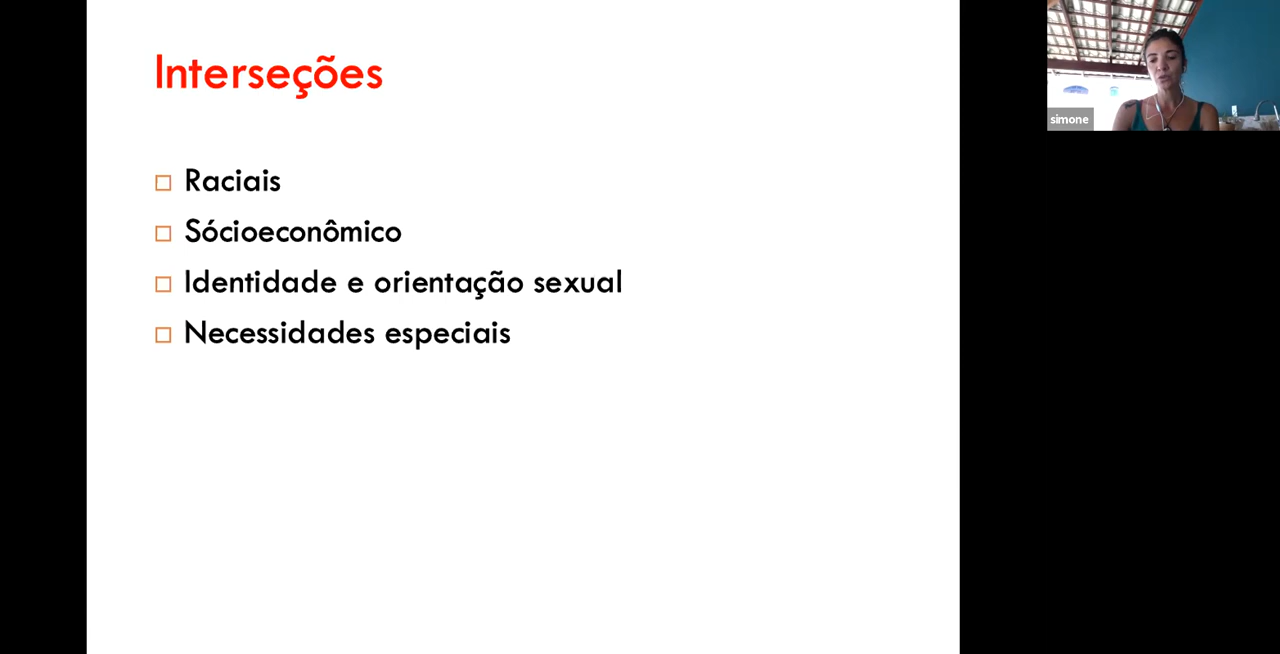 Interseções
Raciais
Sócioeconômico
Identidade e orientação sexual
Necessidades especiais
simone